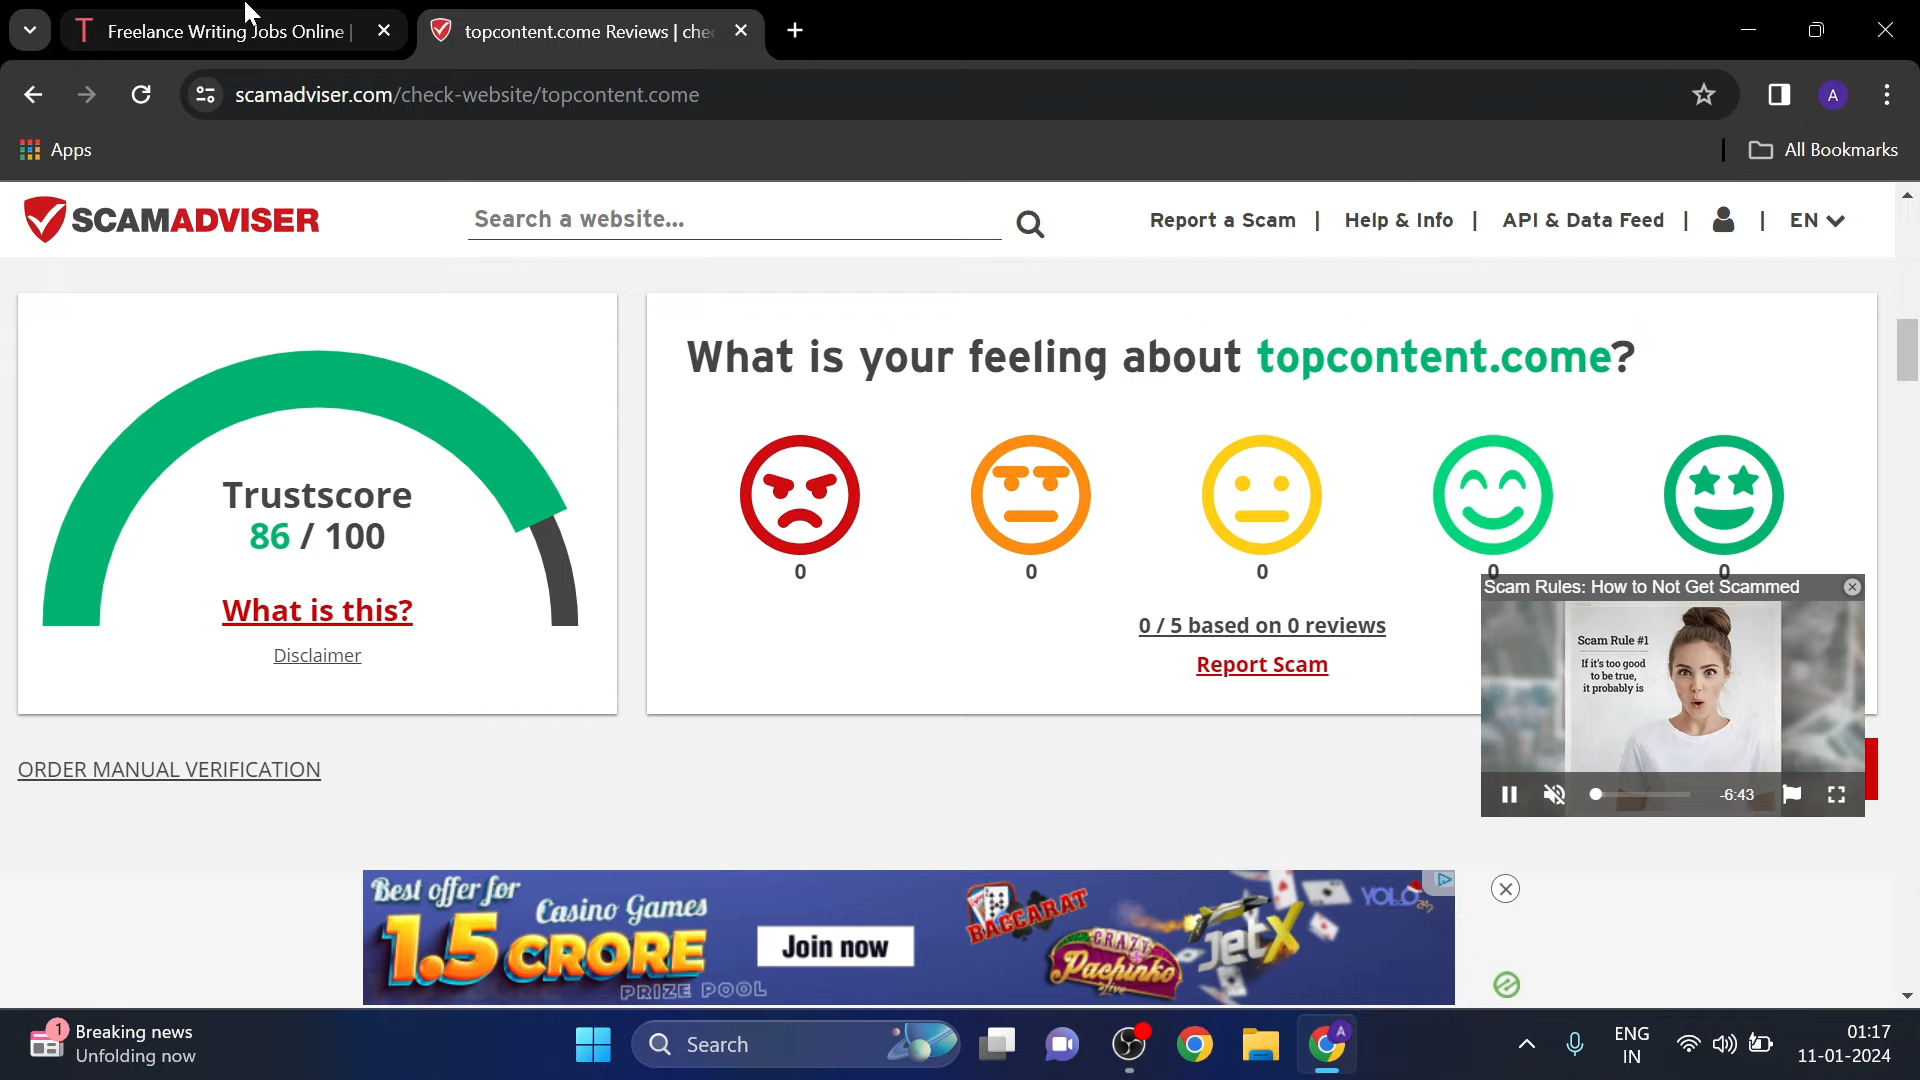 Freelance Writing Jobs Online |
topcontent.come Reviews | chec
scamadviser.com/check-website/topcontent.come
A
Apps
All Bookmarks
SCAMADVISER
Search a website...
Report a Scam | Help & Info | API & Data Feed | | EN
Trustscore
86 / 100
What is this?
Disclaimer
What is your feeling about topcontent.come?
0 0 0 0 0
0 / 5 based on 0 reviews
Report Scam
Scam Rules: How to Not Get Scammed
Scam Rule #1
If it's too good
to be true,
it probably is
-6:43
ORDER MANUAL VERIFICATION
Best offer for
Casino Games
1.5 CRORE
PRIZE POOL
Join now
BACCARAT
CRAZY
Pachinko
live
JetX
YOLO
247
1
Breaking news
Unfolding now
Search
A
ENG
IN
01:17
11-01-2024